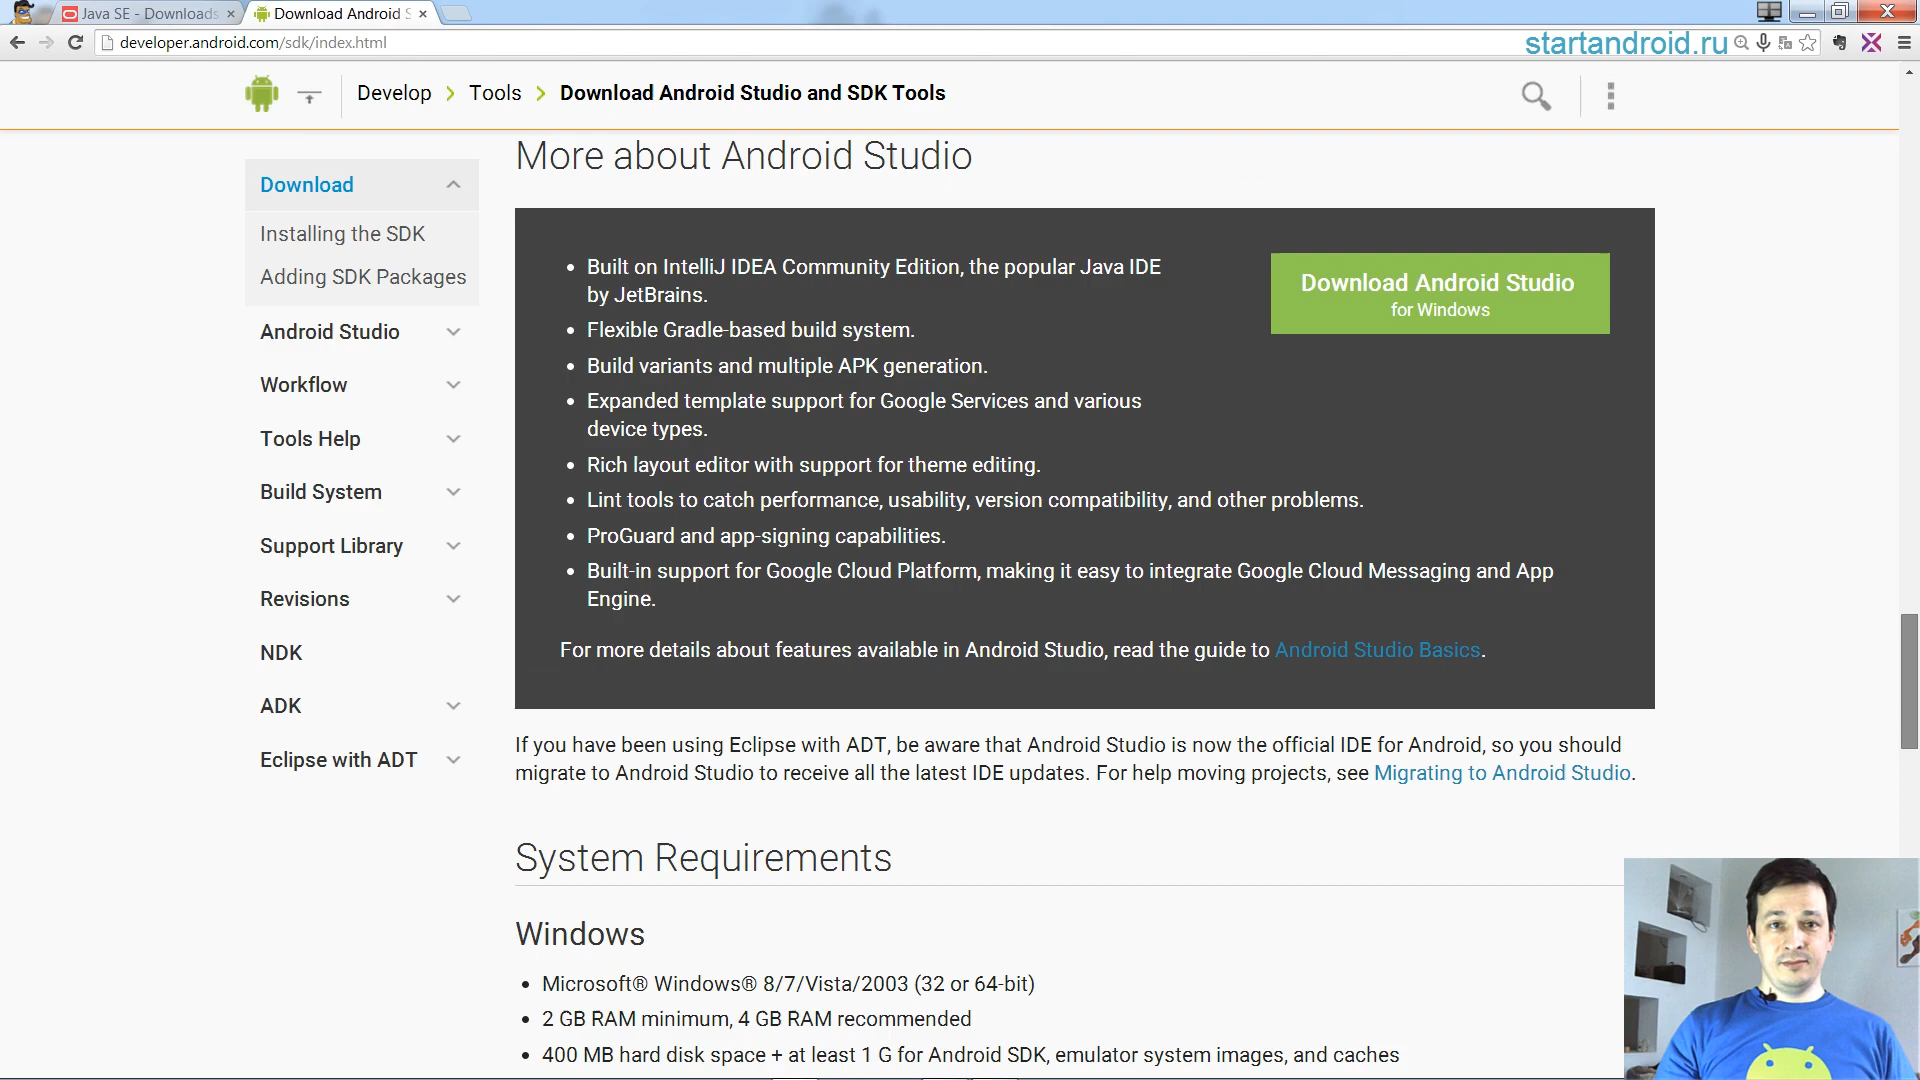 Java SE - Downloads
Download Android S
developer.android.com/sdk/index.html
startandroid.ru
Develop
Tools
Download Android Studio and SDK Tools
Download
Installing the SDK
Adding SDK Packages
Android Studio
Workflow
Tools Help
Build System
Support Library
Revisions
NDK
ADK
Eclipse with ADT
More about Android Studio
Built on IntelliJ IDEA Community Edition, the popular Java IDE
by JetBrains.
Flexible Gradle-based build system.
Build variants and multiple APK generation.
Expanded template support for Google Services and various
device types.
Rich layout editor with support for theme editing.
Lint tools to catch performance, usability, version compatibility, and other problems.
ProGuard and app-signing capabilities.
Built-in support for Google Cloud Platform, making it easy to integrate Google Cloud Messaging and App
Engine.
Download Android Studio
for Windows
For more details about features available in Android Studio, read the guide to Android Studio Basics.
If you have been using Eclipse with ADT, be aware that Android Studio is now the official IDE for Android, so you should
migrate to Android Studio to receive all the latest IDE updates. For help moving projects, see Migrating to Android Studio.
System Requirements
Windows
Microsoft® Windows® 8/7/Vista/2003 (32 or 64-bit)
2 GB RAM minimum, 4 GB RAM recommended
400 MB hard disk space + at least 1 G for Android SDK, emulator system images, and caches